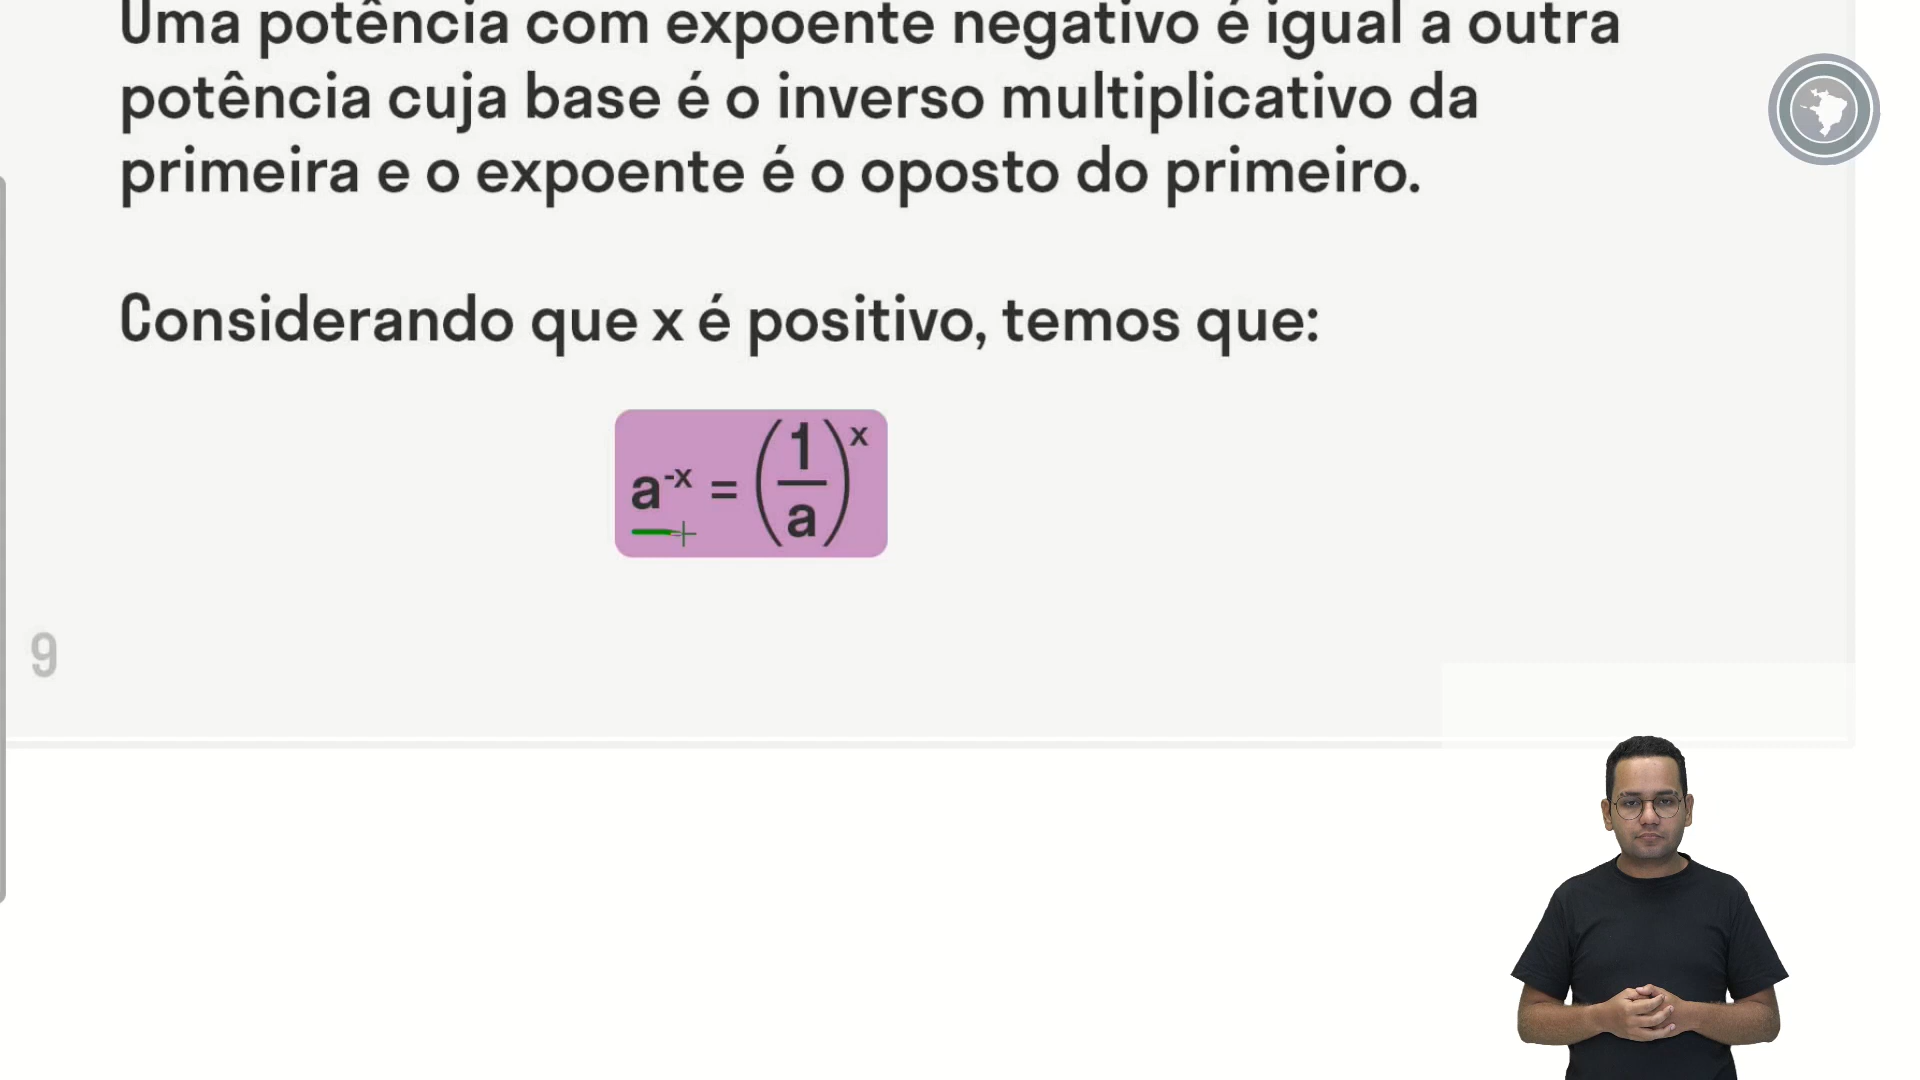 Uma potência com expoente negativo é igual a outra
potência cuja base é o inverso multiplicativo da
primeira e o expoente é o oposto do primeiro.
Considerando que x é positivo, temos que:
a⁻ˣ = (1/a)ˣ
9